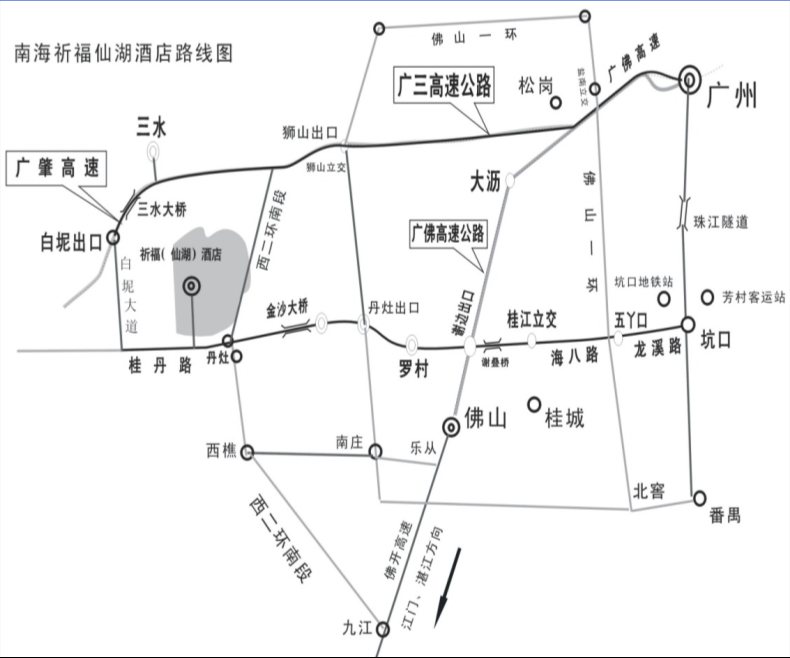 南海祈福仙湖酒店路线图
佛山一环
广佛高速
盐南立交
松岗
广三高速公路
广州
三水
狮山出口
狮山立交
广肇高速
三水大桥
大沥
白坭出口
祈福(仙湖)酒店
西二环南段
佛山一环
珠江隧道
广佛高速公路
白坭大道
坑口地铁站
芳村客运站
金沙大桥
丹灶出口
谢边出口
桂江立交
五丫口
坑口
桂丹路
丹灶
罗村
谢叠桥
海八路
龙溪路
佛山
桂城
西樵
南庄
乐从
北窖
番禺
西二环南段
佛开高速
江门、湛江方向
九江